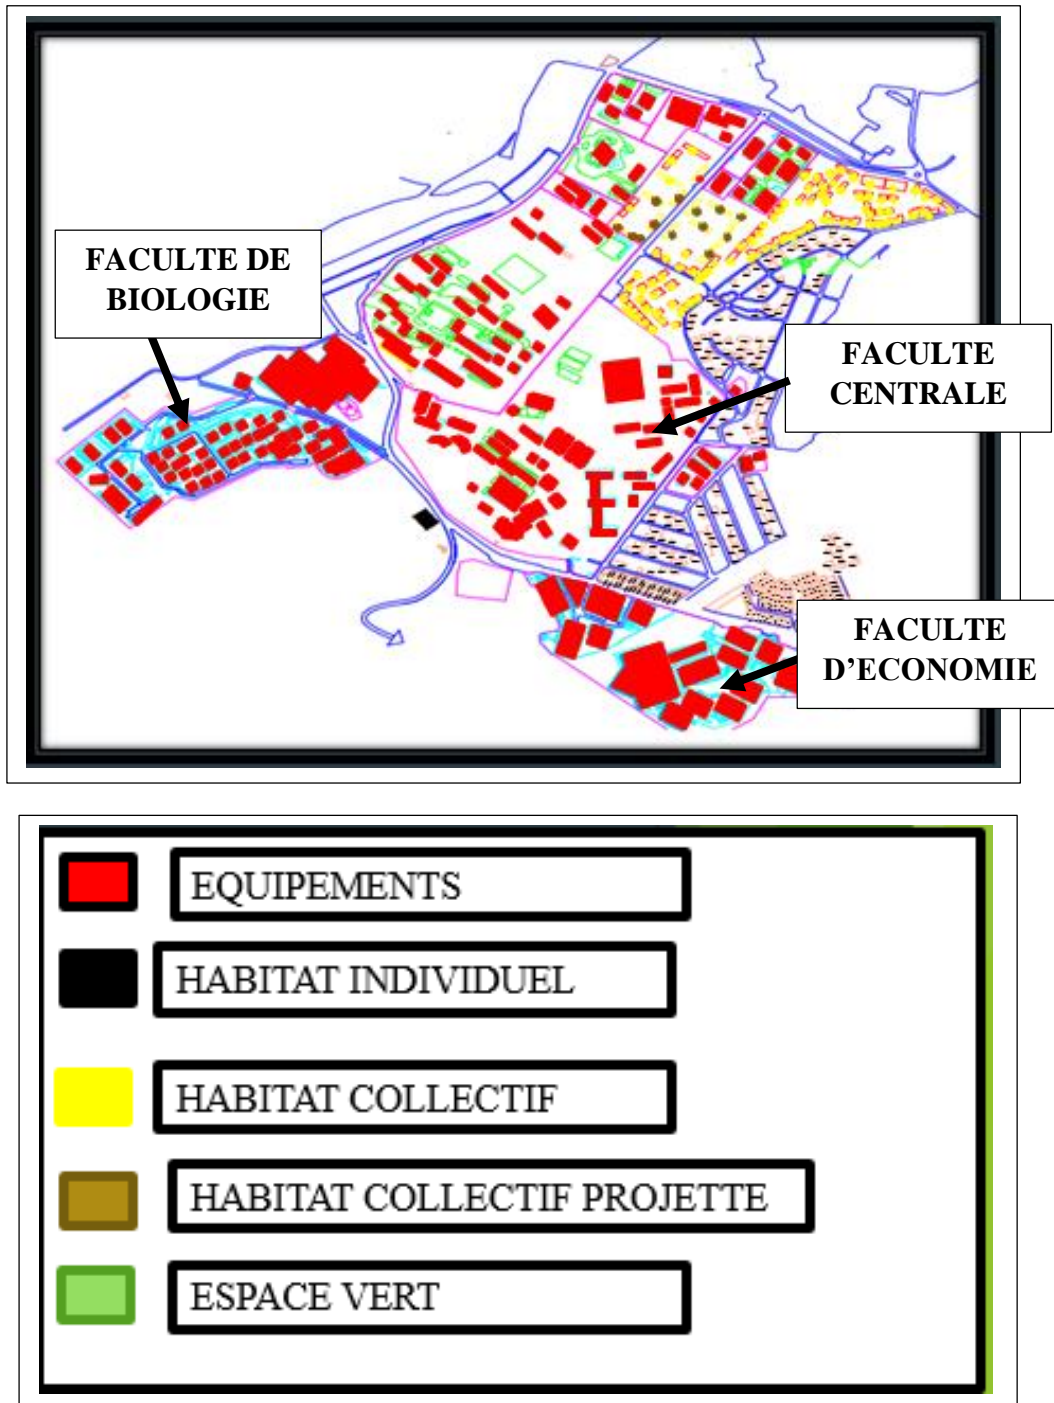 FACULTE DE
BIOLOGIE
FACULTE
CENTRALE
FACULTE
D’ECONOMIE
EQUIPEMENTS
HABITAT INDIVIDUEL
HABITAT COLLECTIF
HABITAT COLLECTIF PROJETTE
ESPACE VERT